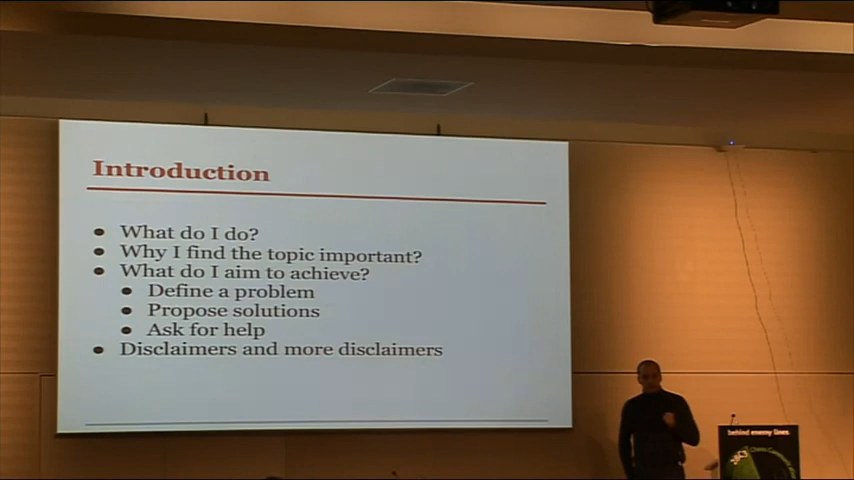 Introduction
What do I do?
Why I find the topic important?
What do I aim to achieve?
Define a problem
Propose solutions
Ask for help
Disclaimers and more disclaimers
behind enemy lines